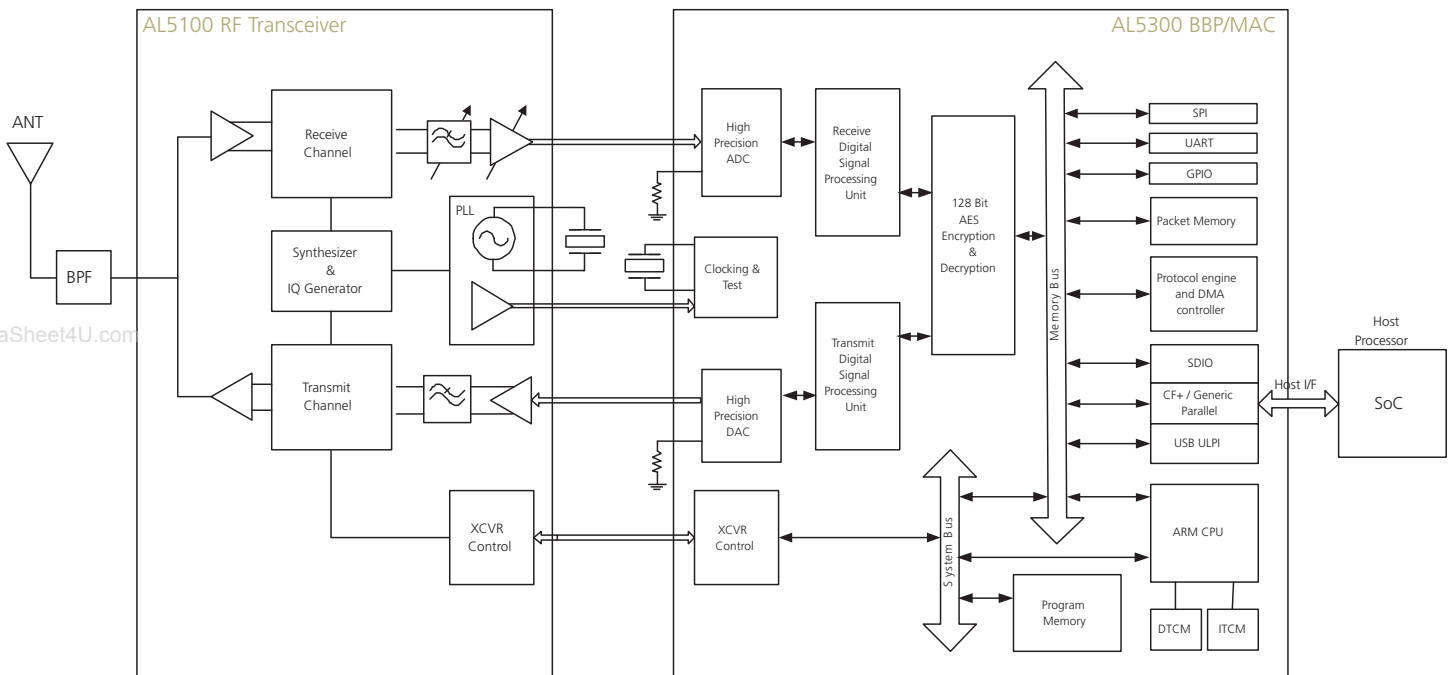 AL5100 RF Transceiver
AL5300 BBP/MAC
ANT
BPF
Receive
Channel
Synthesizer
&
IQ Generator
Transmit
Channel
PLL
XCVR
Control
High
Precision
ADC
Clocking &
Test
High
Precision
DAC
XCVR
Control
Receive
Digital
Signal
Processing
Unit
Transmit
Digital
Signal
Processing
Unit
128 Bit
AES
Encryption
&
Decryption
Memory Bus
System Bus
SPI
UART
GPIO
Packet Memory
Protocol engine
and DMA
controller
SDIO
CF+ / Generic
Parallel
USB ULPI
ARM CPU
DTCM
ITCM
Program
Memory
Host I/F
Host
Processor
SoC
aSheet4U.com